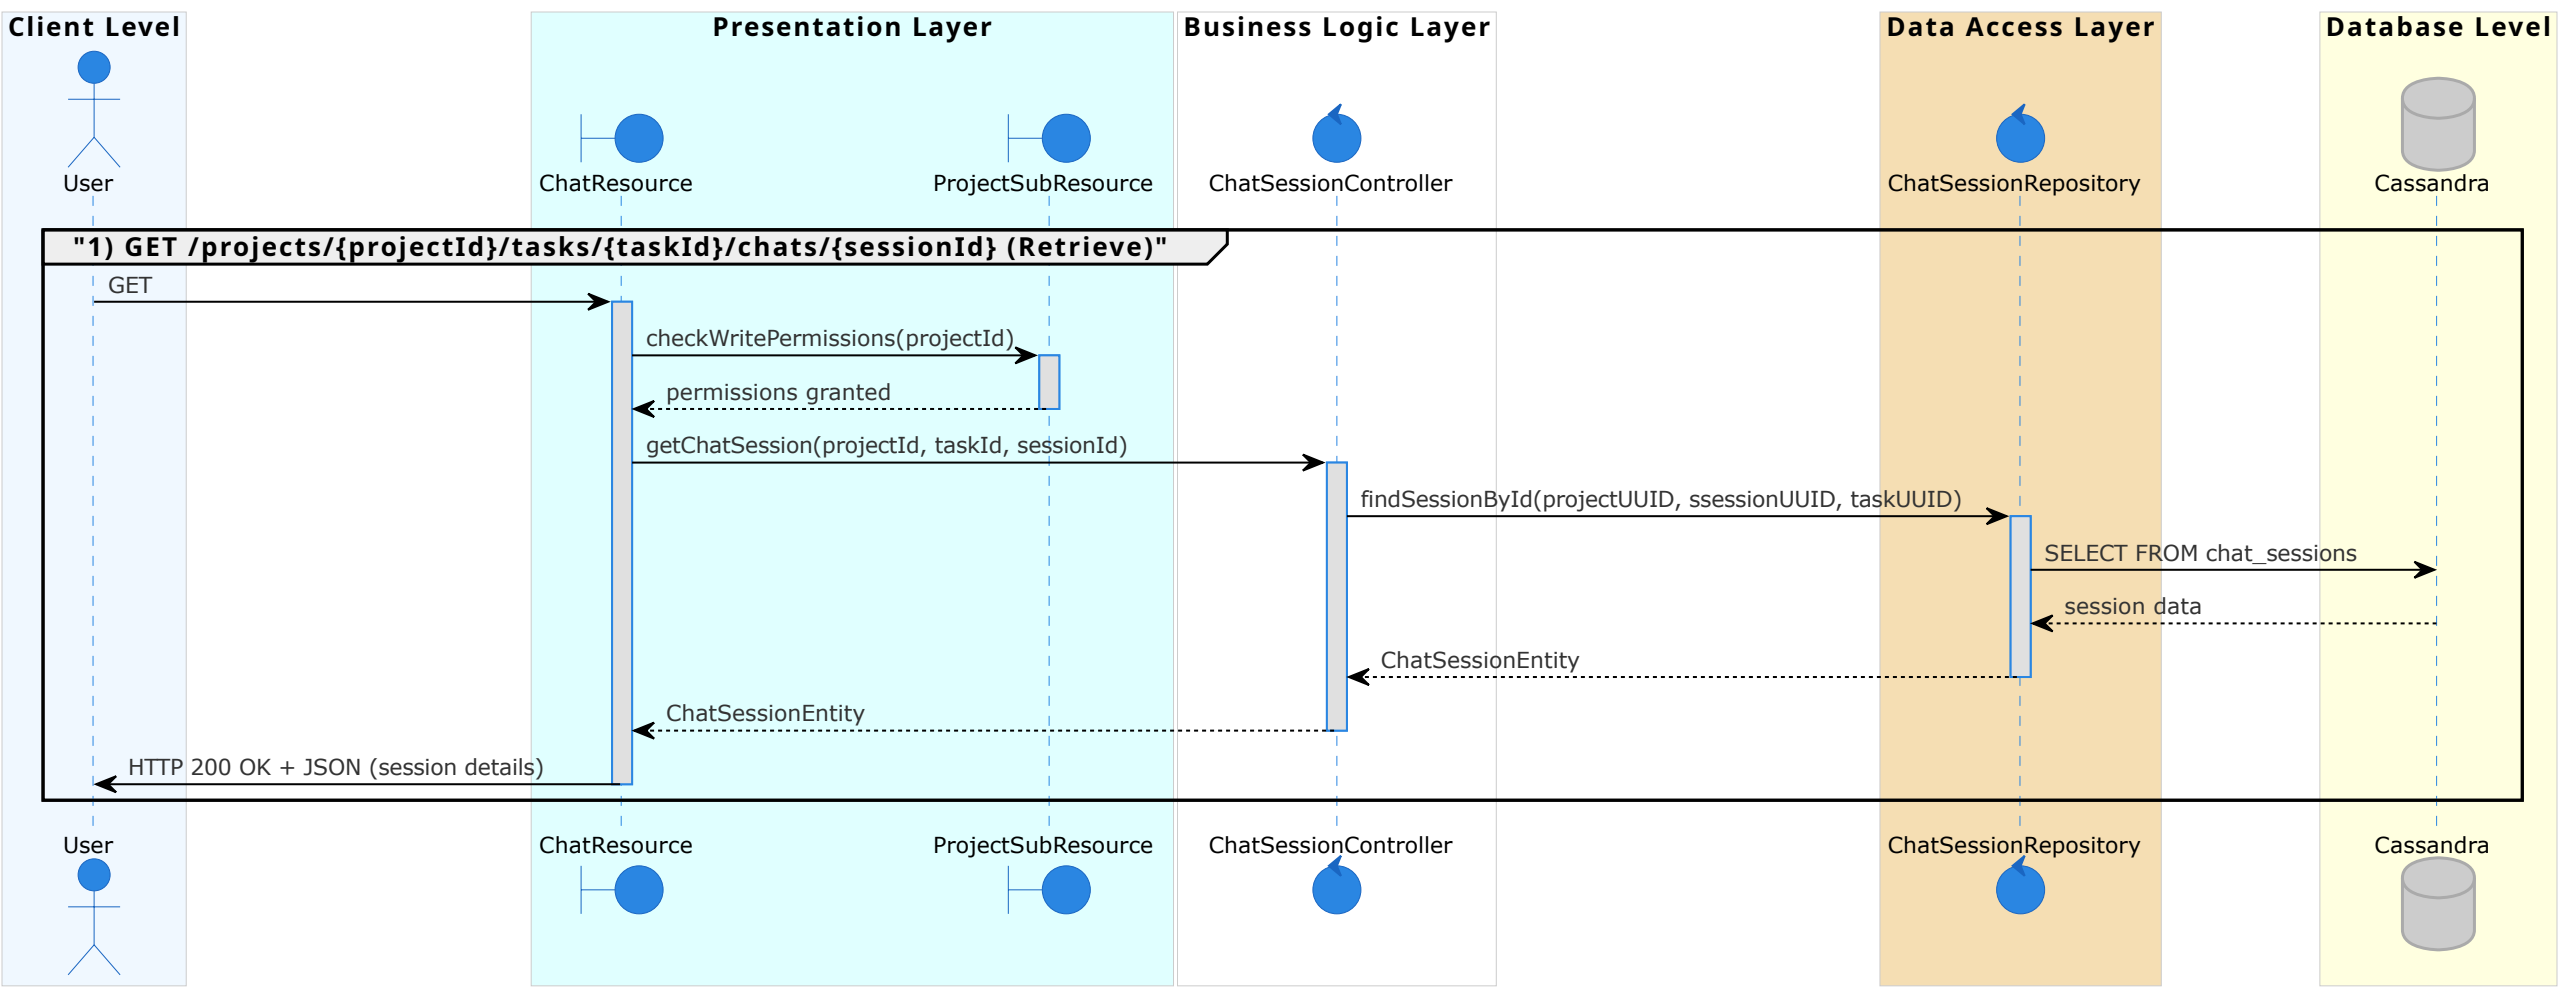 Client Level
Presentation Layer
Business Logic Layer
Data Access Layer
Database Level
User
ChatResource
ProjectSubResource
ChatSessionController
ChatSessionRepository
Cassandra
"1) GET /projects/{projectId}/tasks/{taskId}/chats/{sessionId} (Retrieve)"
GET
checkWritePermissions(projectId)
permissions granted
getChatSession(projectId, taskId, sessionId)
findSessionById(projectUUID, ssessionUUID, taskUUID)
SELECT FROM chat_sessions
session data
ChatSessionEntity
ChatSessionEntity
HTTP 200 OK + JSON (session details)
User
ChatResource
ProjectSubResource
ChatSessionController
ChatSessionRepository
Cassandra